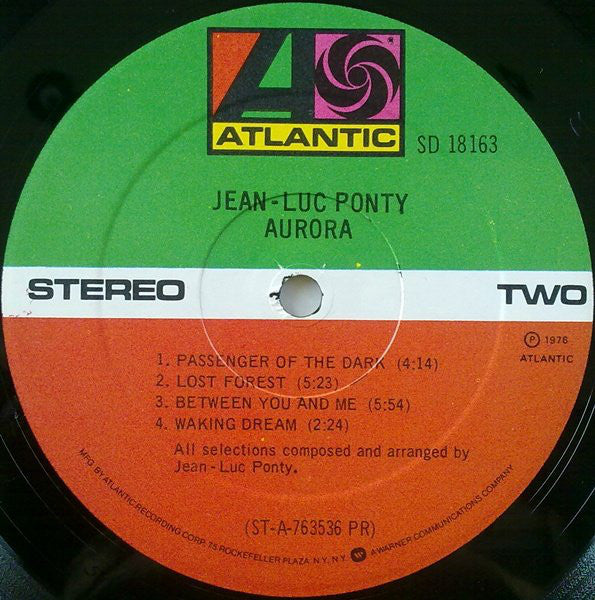 ATLANTIC
SD 18163
JEAN-LUC PONTY
AURORA
STEREO
TWO
℗ 1976
ATLANTIC
1. PASSENGER OF THE DARK (4:14)
2. LOST FOREST (5:23)
3. BETWEEN YOU AND ME (5:54)
4. WAKING DREAM (2:24)
All selections composed and arranged by
Jean-Luc Ponty.
(ST-A-763536 PR)
MFG. BY ATLANTIC RECORDING CORP. 75 ROCKEFELLER PLAZA. N.Y. N.Y. A WARNER COMMUNICATIONS COMPANY